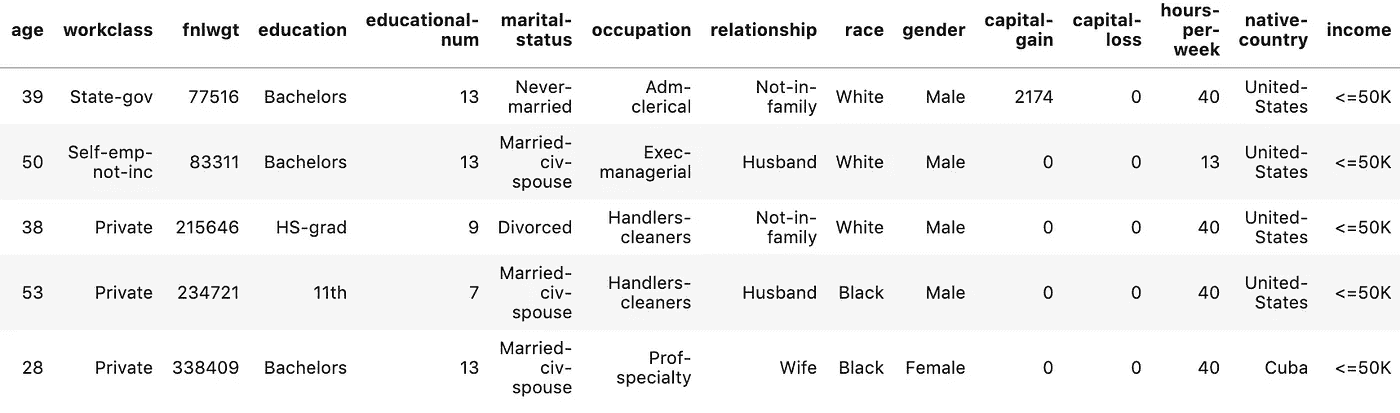 age workclass fnlwgt education educational-num marital-status occupation relationship race gender capital-gain capital-loss hours-per-week native-country income
39 State-gov 77516 Bachelors 13 Never-married Adm-clerical Not-in-family White Male 2174 0 40 United-States <=50K
50 Self-emp-not-inc 83311 Bachelors 13 Married-civ-spouse Exec-managerial Husband White Male 0 0 13 United-States <=50K
38 Private 215646 HS-grad 9 Divorced Handlers-cleaners Not-in-family White Male 0 0 40 United-States <=50K
53 Private 234721 11th 7 Married-civ-spouse Handlers-cleaners Husband Black Male 0 0 40 United-States <=50K
28 Private 338409 Bachelors 13 Married-civ-spouse Prof-specialty Wife Black Female 0 0 40 Cuba <=50K